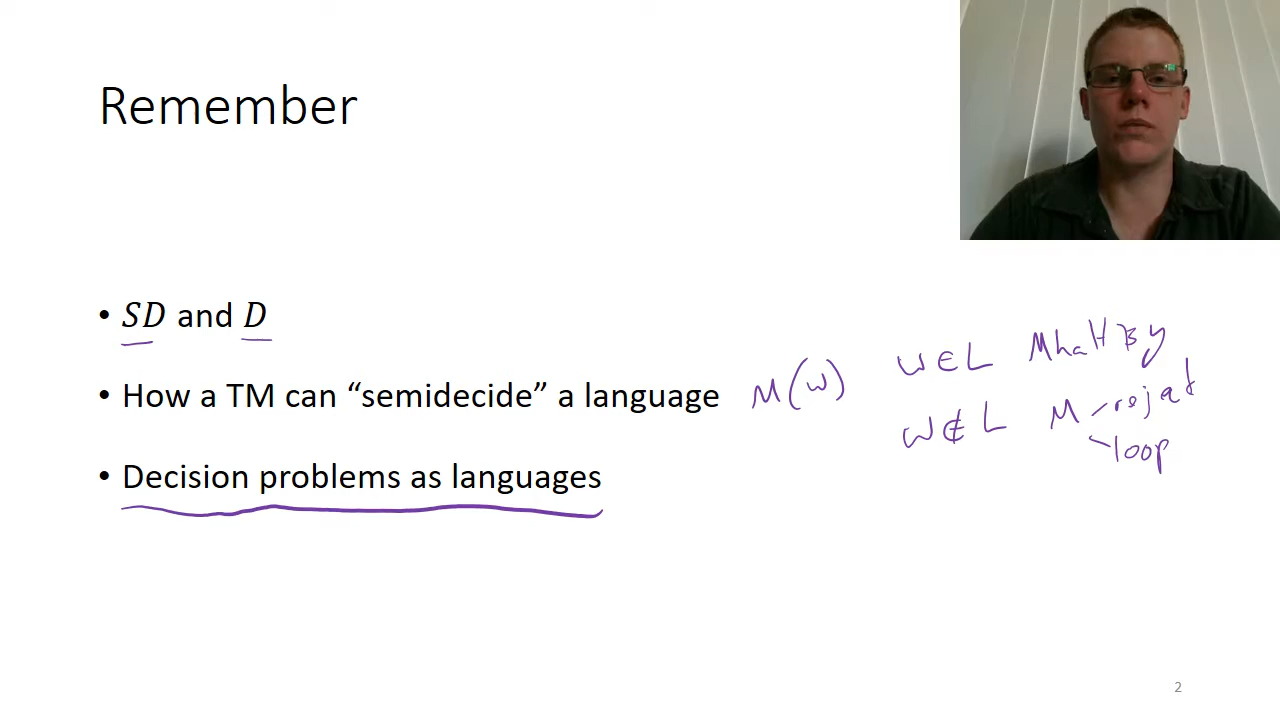 Remember
• SD and D
• How a TM can “semidecide” a language
M(w)
w∈L M halts y
w∉L M reject
loop
• Decision problems as languages
2